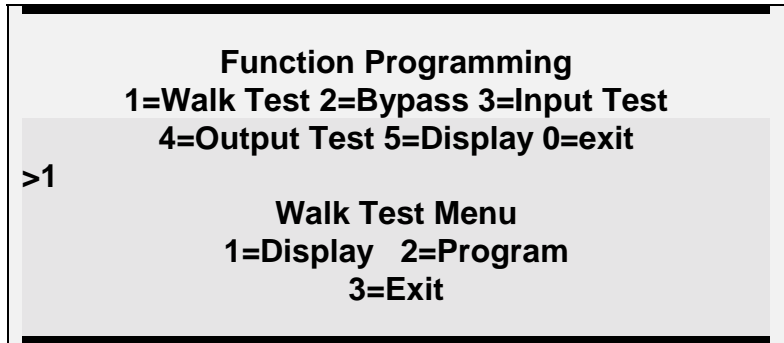 Function Programming
1=Walk Test 2=Bypass 3=Input Test
4=Output Test 5=Display 0=exit
>1
Walk Test Menu
1=Display 2=Program
3=Exit